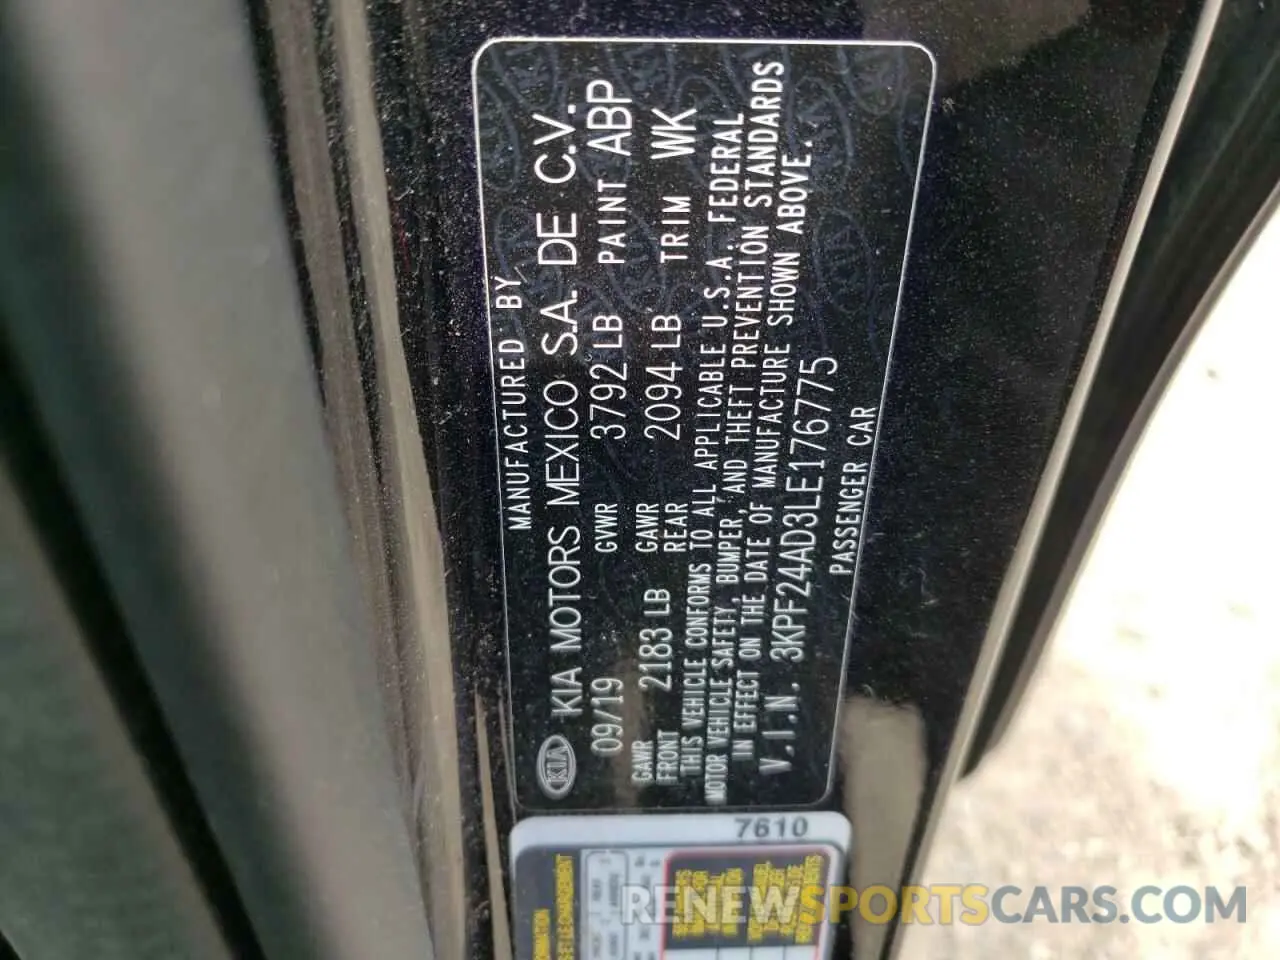 MANUFACTURED BY
KIA KIA MOTORS MEXICO S.A. DE C.V.
09/19 GVWR 3792 LB PAINT ABP
GAWR FRONT 2183 LB GAWR REAR 2094 LB TRIM WK
THIS VEHICLE CONFORMS TO ALL APPLICABLE U.S.A. FEDERAL
MOTOR VEHICLE SAFETY, BUMPER, AND THEFT PREVENTION STANDARDS
IN EFFECT ON THE DATE OF MANUFACTURE SHOWN ABOVE.
V.I.N. 3KPF24AD3LE176775
PASSENGER CAR
7610
RENEWSPORTSCARS.COM